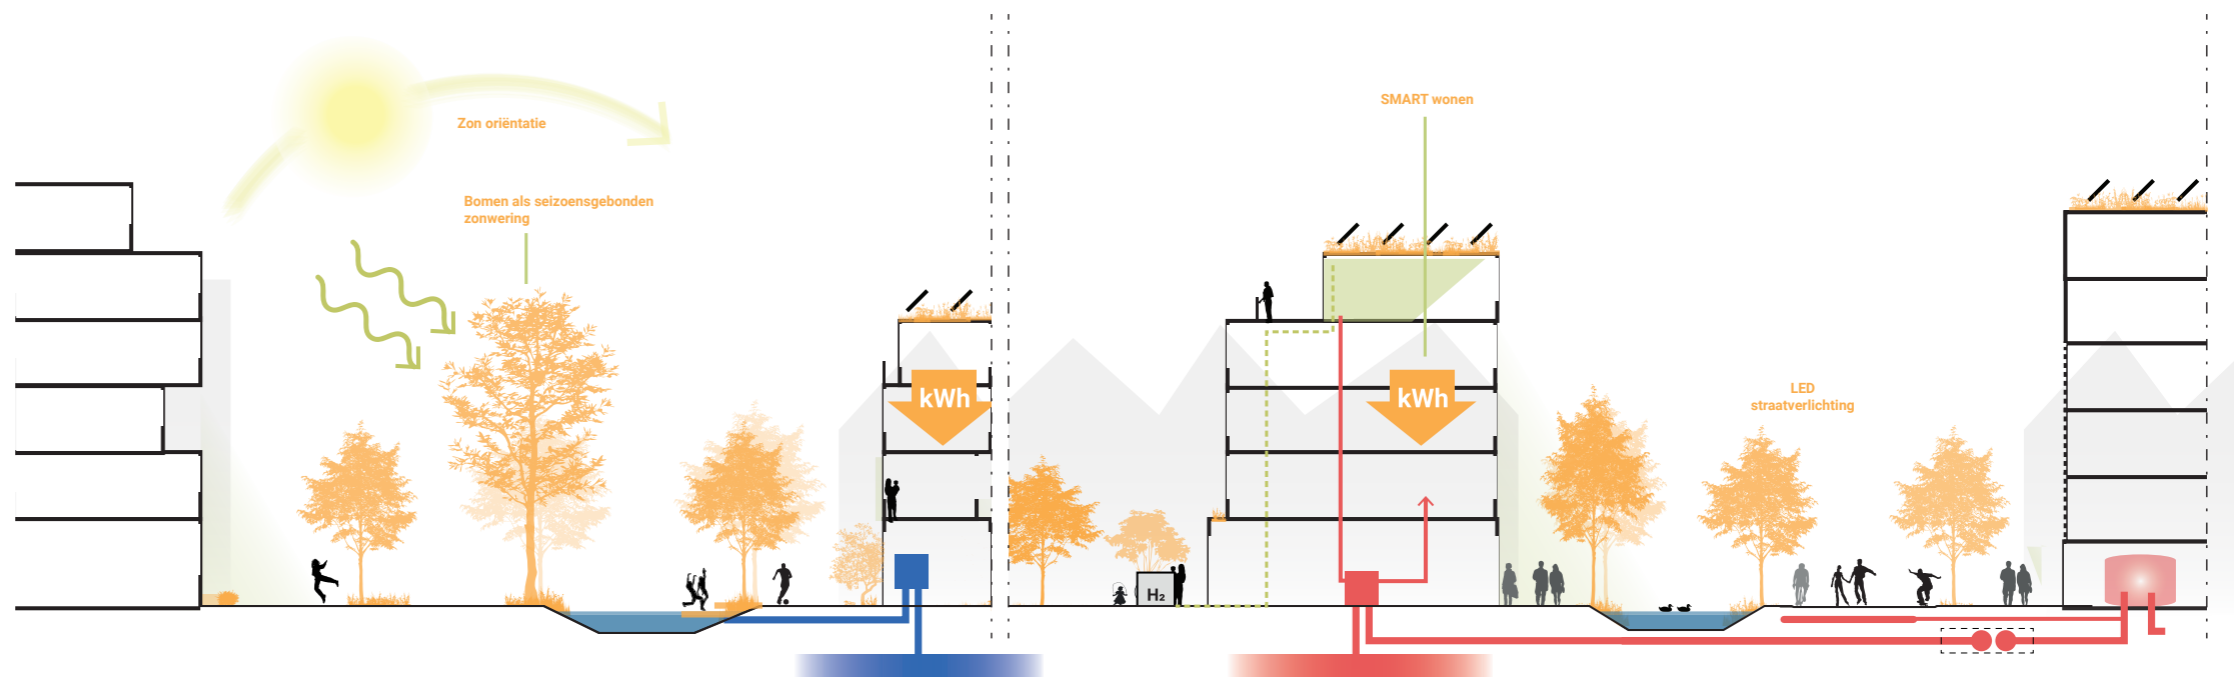 Zon oriëntatie
Bomen als seizoensgebonden
zonwering
kWh
SMART wonen
kWh
H₂
LED
straatverlichting